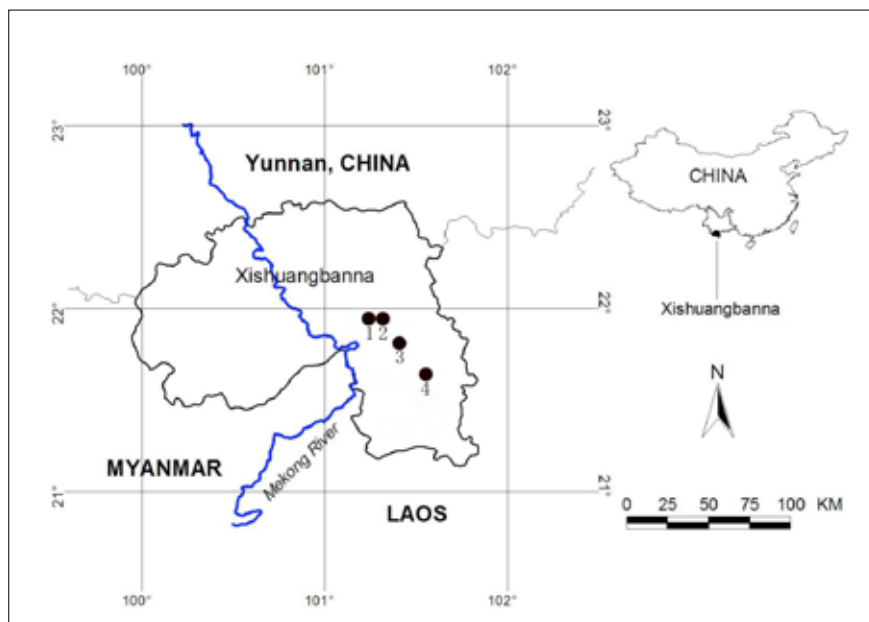 100°
101°
102°
23°
23°
Yunnan, CHINA
CHINA
Xishuangbanna
22°
22°
Xishuangbanna
1
2
3
4
N
MYANMAR
Mekong River
LAOS
21°
21°
0
25
50
75
100
KM
100°
101°
102°